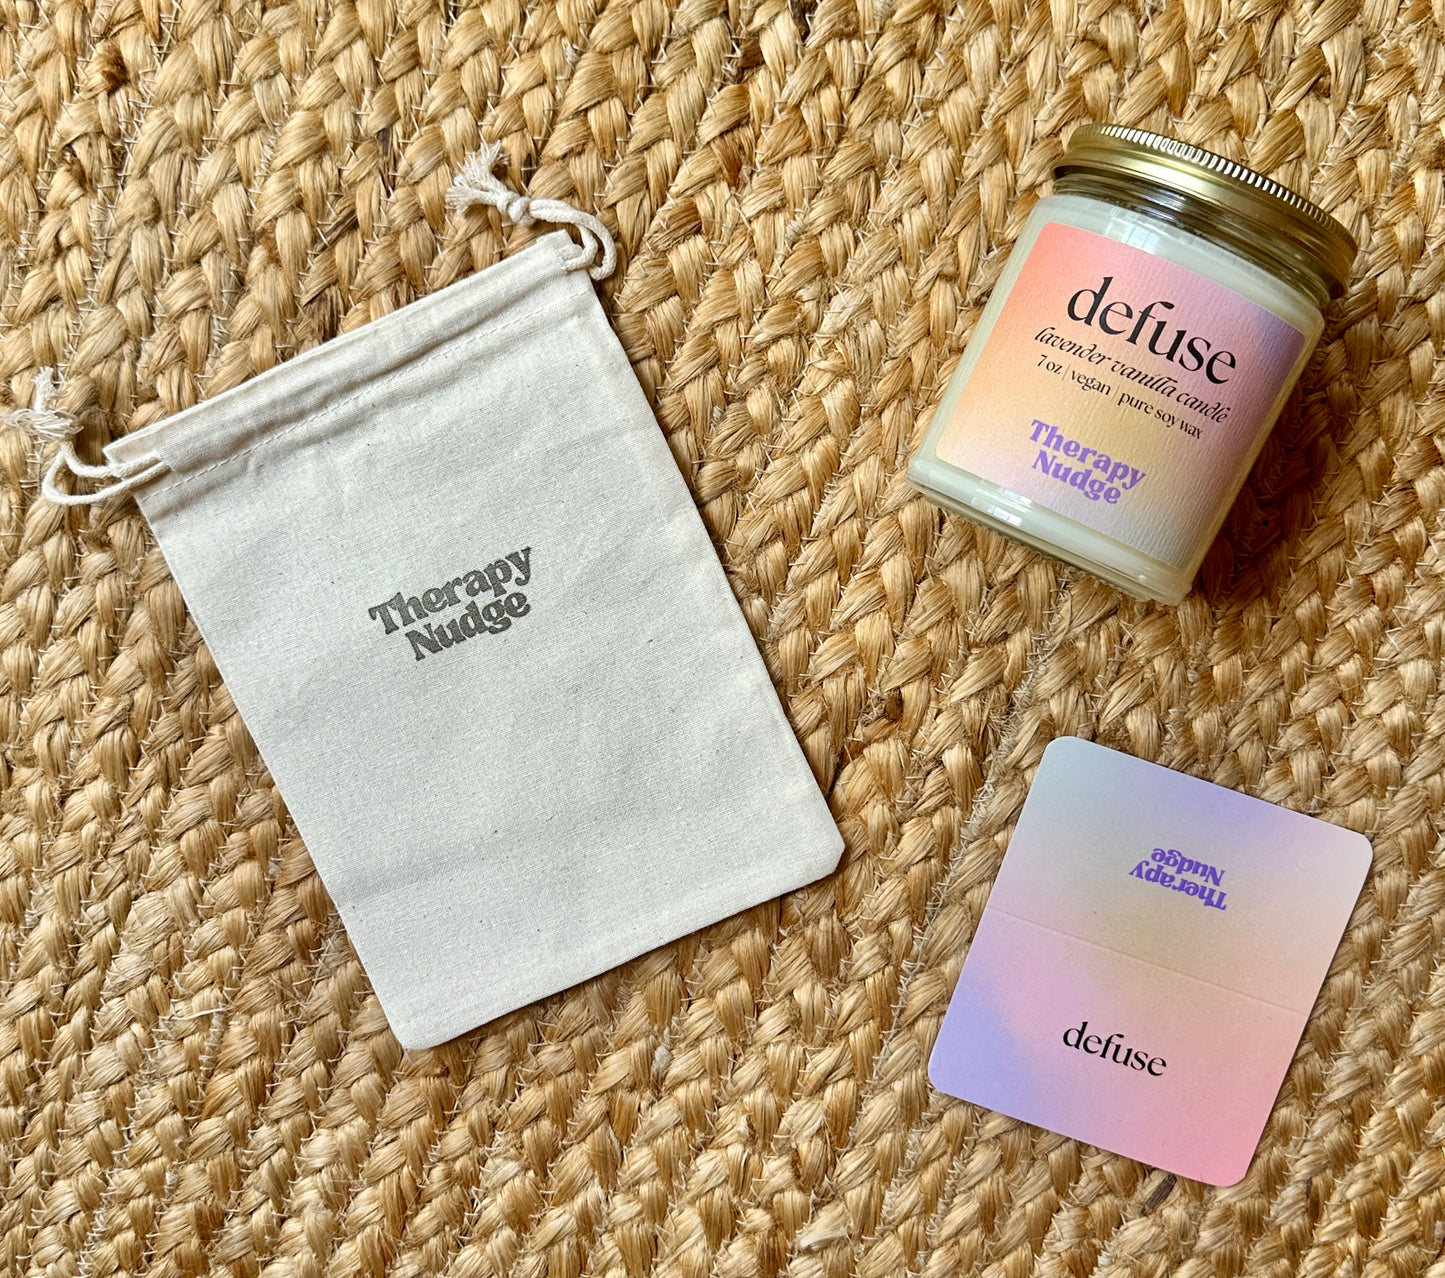 Therapy
Nudge
defuse
lavender vanilla candle
7 oz | vegan | pure soy wax
Therapy
Nudge
Therapy
Nudge
defuse